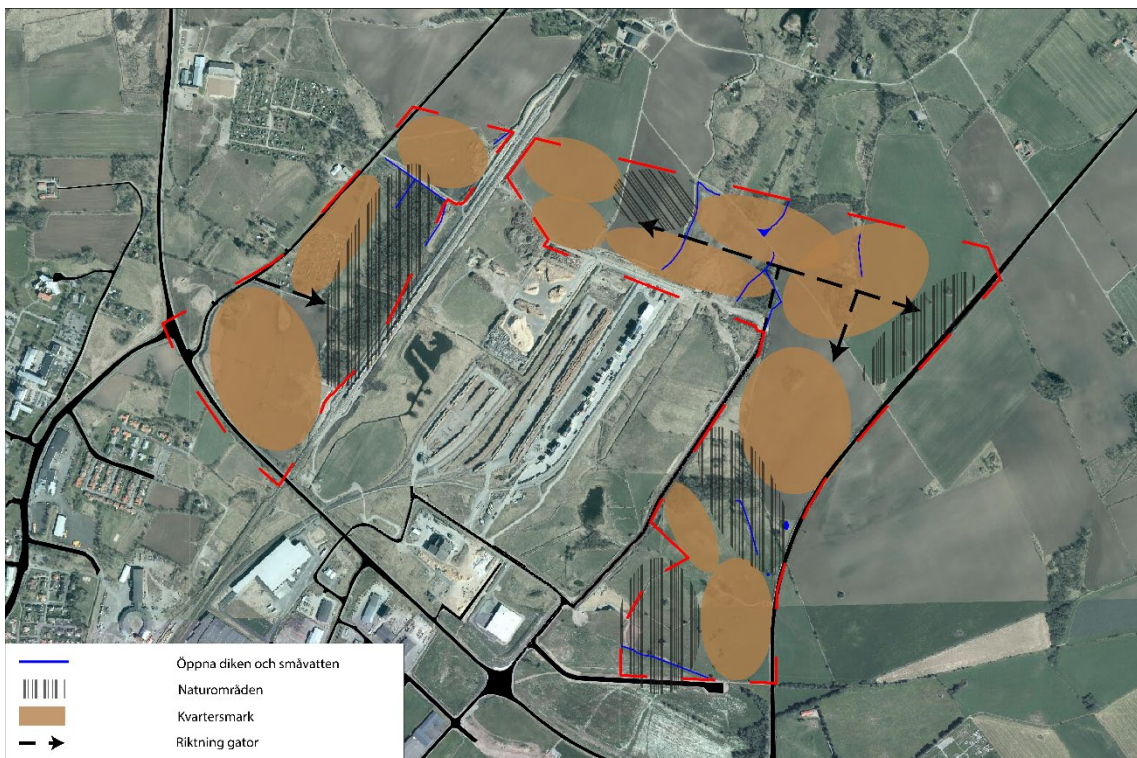 Öppna diken och småvatten
Naturområden
Kvartersmark
Riktning gator